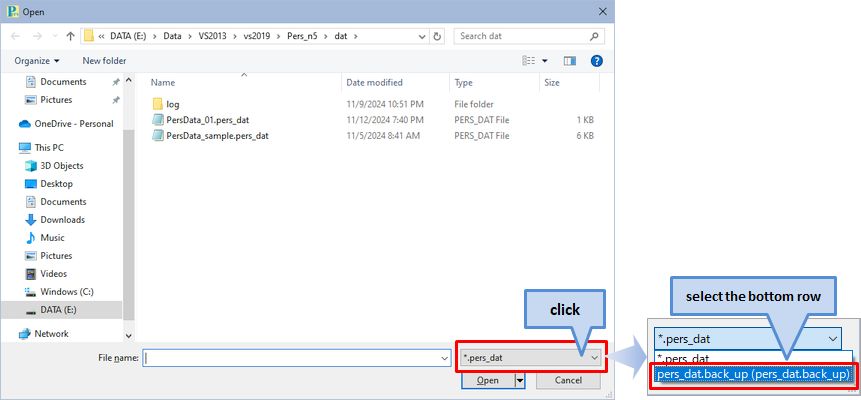 Open
« DATA (E:) › Data › VS2013 › vs2019 › Pers_n5 › dat ›
Search dat
Organize
New folder
Name
Date modified
Type
Size
Documents
Pictures
OneDrive - Personal
This PC
3D Objects
Desktop
Documents
Downloads
Music
Pictures
Videos
Windows (C:)
DATA (E:)
Network
log 11/9/2024 10:51 PM File folder
PersData_01.pers_dat 11/12/2024 7:40 PM PERS_DAT File 1 KB
PersData_sample.pers_dat 11/5/2024 8:41 AM PERS_DAT File 6 KB
File name:
*.pers_dat
Open
Cancel
click
select the bottom row
*.pers_dat
*.pers_dat
pers_dat.back_up (pers_dat.back_up)